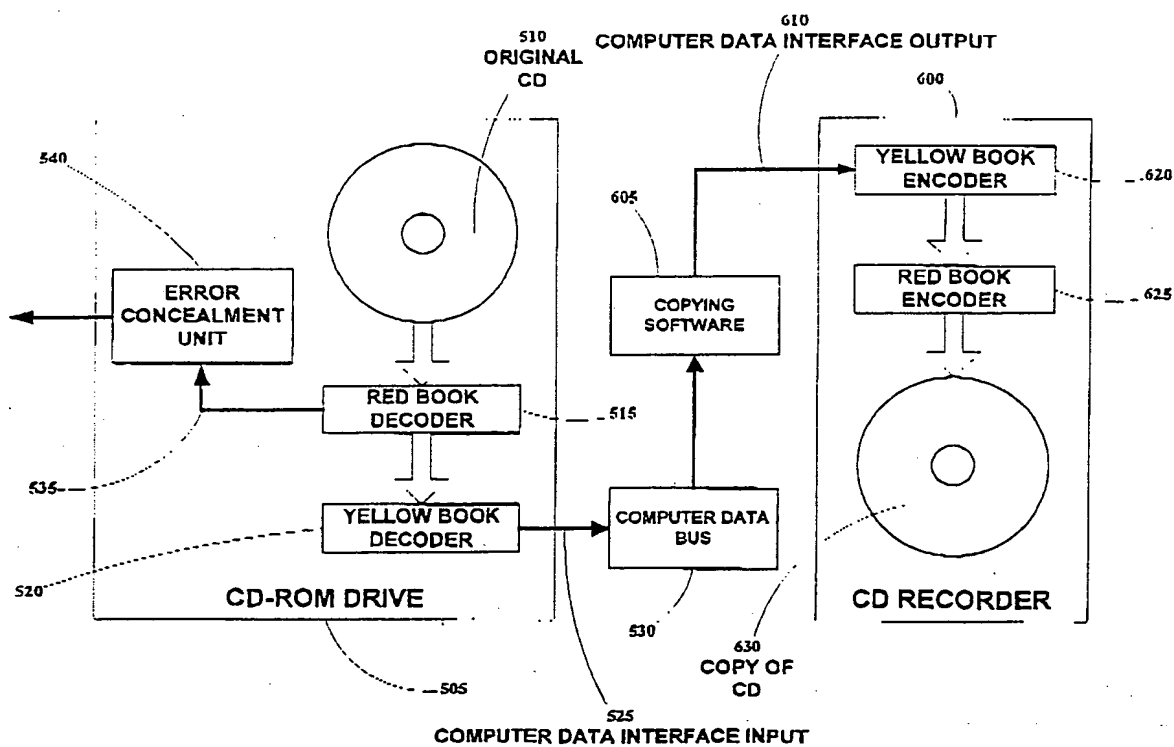 610
COMPUTER DATA INTERFACE OUTPUT
510
ORIGINAL
CD
600
540
YELLOW BOOK
ENCODER
620
605
ERROR
CONCEALMENT
UNIT
COPYING
SOFTWARE
RED BOOK
ENCODER
625
RED BOOK
DECODER
515
535
YELLOW BOOK
DECODER
COMPUTER DATA
BUS
520
CD-ROM DRIVE
CD RECORDER
530
630
COPY OF
CD
505
525
COMPUTER DATA INTERFACE INPUT